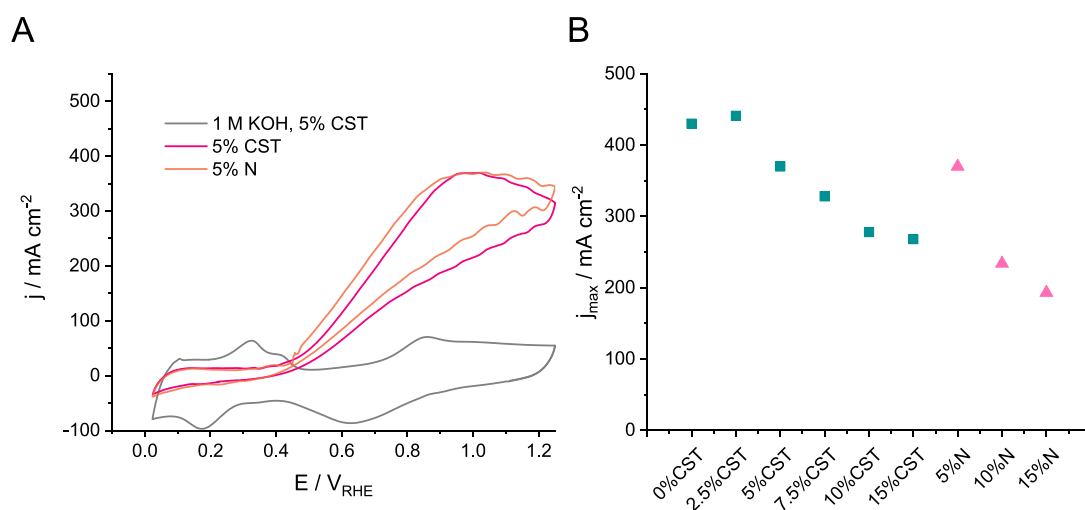 A
j / mA cm-2
500
400
300
200
100
0
-100
1 M KOH, 5% CST
5% CST
5% N
0.0 0.2 0.4 0.6 0.8 1.0 1.2
E / VRHE
B
jmax / mA cm-2
500
400
300
200
400
0
0%CST 2.5%CST 5%CST 7.5%CST 10%CST 15%CST 5%N 10%N 15%N